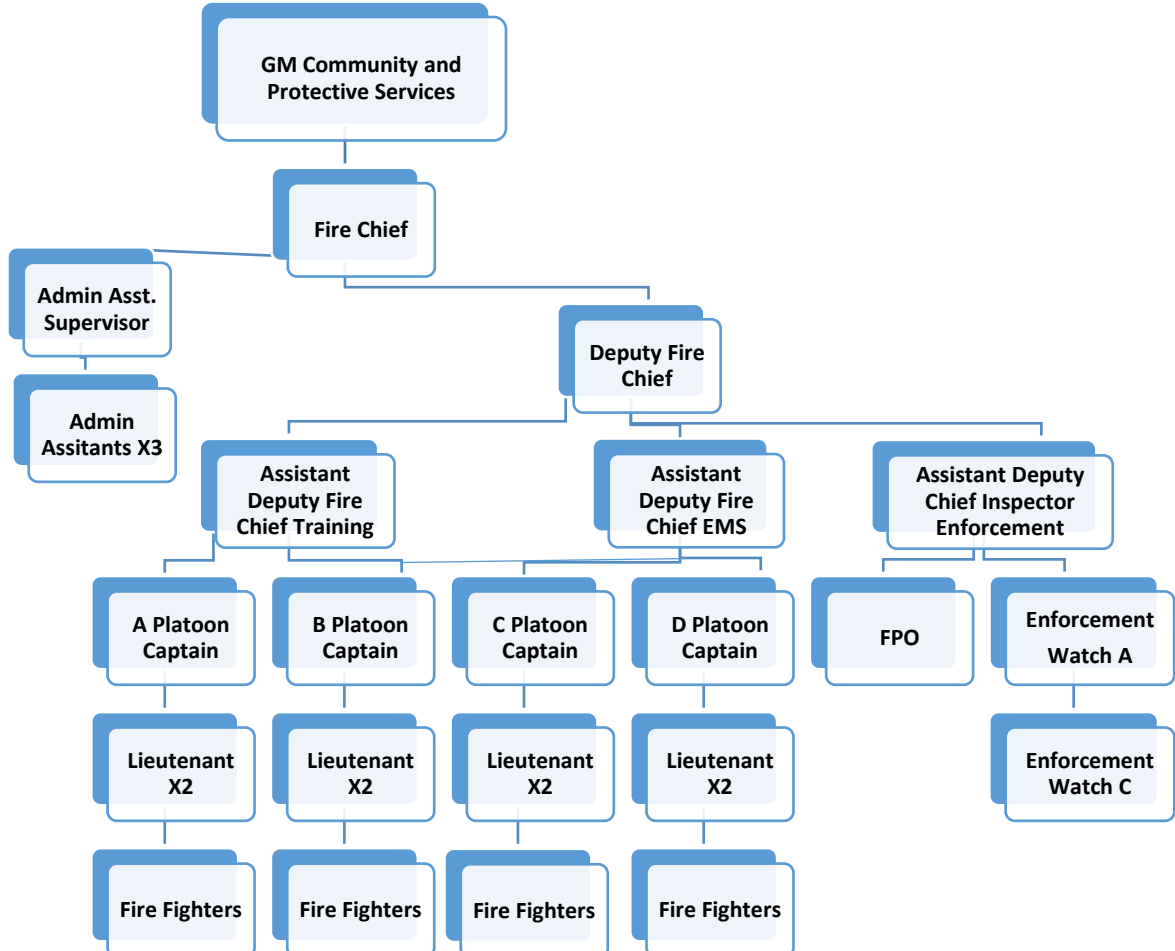 GM Community and
Protective Services
Fire Chief
Admin Asst.
Supervisor
Deputy Fire
Chief
Admin
Assitants X3
Assistant
Deputy Fire
Chief Training
Assistant
Deputy Fire
Chief EMS
Assistant Deputy
Chief Inspector
Enforcement
A Platoon
Captain
B Platoon
Captain
C Platoon
Captain
D Platoon
Captain
FPO
Enforcement
Watch A
Lieutenant
X2
Lieutenant
X2
Lieutenant
X2
Lieutenant
X2
Enforcement
Watch C
Fire Fighters
Fire Fighters
Fire Fighters
Fire Fighters